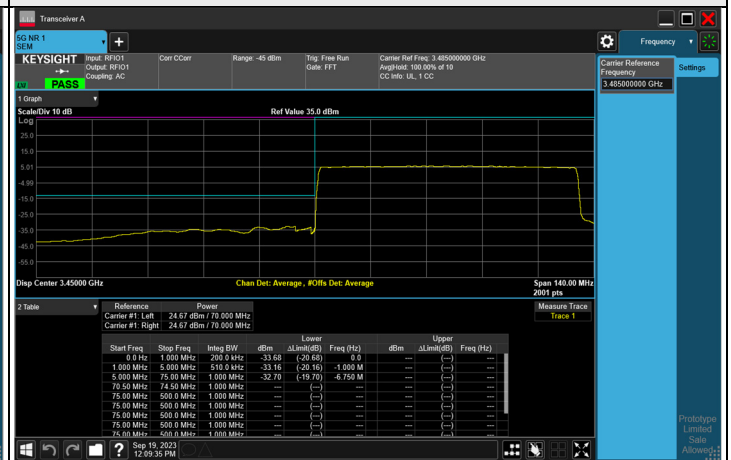 Transceiver A
5G NR 1
SEM
Frequency
KEYSIGHT
Input: RFIO1
Output: RFIO1
Coupling: AC
Corr CCorr
Range: -45 dBm
Trig: Free Run
Gate: FFT
Carrier Ref Freq: 3.485000000 GHz
Avg|Hold: 100.00% of 10
CC Info: UL, 1 CC
PASS
Carrier Reference
Frequency
3.485000000 GHz
Settings
1 Graph
Scale/Div 10 dB
Ref Value 35.0 dBm
Log
25.0
15.0
5.01
-4.99
-15.0
-25.0
-35.0
-45.0
-55.0
Disp Center 3.45000 GHz
Chan Det: Average , #Offs Det: Average
Span 140.00 MHz
2001 pts
2 Table
Reference Power
Carrier #1: Left 24.67 dBm / 70.000 MHz
Carrier #1: Right 24.67 dBm / 70.000 MHz
Measure Trace
Trace 1
Lower Upper
Start Freq Stop Freq Integ BW dBm ΔLimit(dB) Freq (Hz) dBm ΔLimit(dB) Freq (Hz)
0.0 Hz 1.000 MHz 200.0 kHz -33.68 (-20.68) 0.0 --- (---) ---
1.000 MHz 5.000 MHz 510.0 kHz -33.16 (-20.16) -1.000 M --- (---) ---
5.000 MHz 75.00 MHz 1.000 MHz -32.70 (-19.70) -6.750 M --- (---) ---
70.50 MHz 74.50 MHz 1.000 MHz --- (---) --- --- (---) ---
75.00 MHz 500.0 MHz 1.000 MHz --- (---) --- --- (---) ---
75.00 MHz 500.0 MHz 1.000 MHz --- (---) --- --- (---) ---
75.00 MHz 500.0 MHz 1.000 MHz --- (---) --- --- (---) ---
75.00 MHz 500.0 MHz 1.000 MHz --- (---) --- --- (---) ---
75.00 MHz 500.0 MHz 1.000 MHz --- (---) --- --- (---) ---
Prototype
Limited
Sale
Allowed
Sep 19, 2023
12:09:35 PM